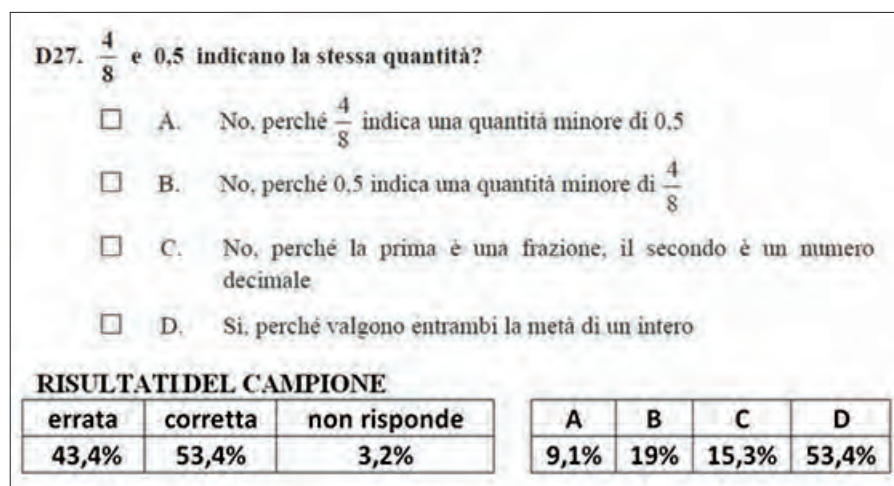 D27. 4/8 e 0,5 indicano la stessa quantità?
A. No, perché 4/8 indica una quantità minore di 0,5
B. No, perché 0,5 indica una quantità minore di 4/8
C. No, perché la prima è una frazione, il secondo è un numero
decimale
D. Sì, perché valgono entrambi la metà di un intero
RISULTATI DEL CAMPIONE
errata corretta non risponde A B C D
43,4% 53,4% 3,2% 9,1% 19% 15,3% 53,4%